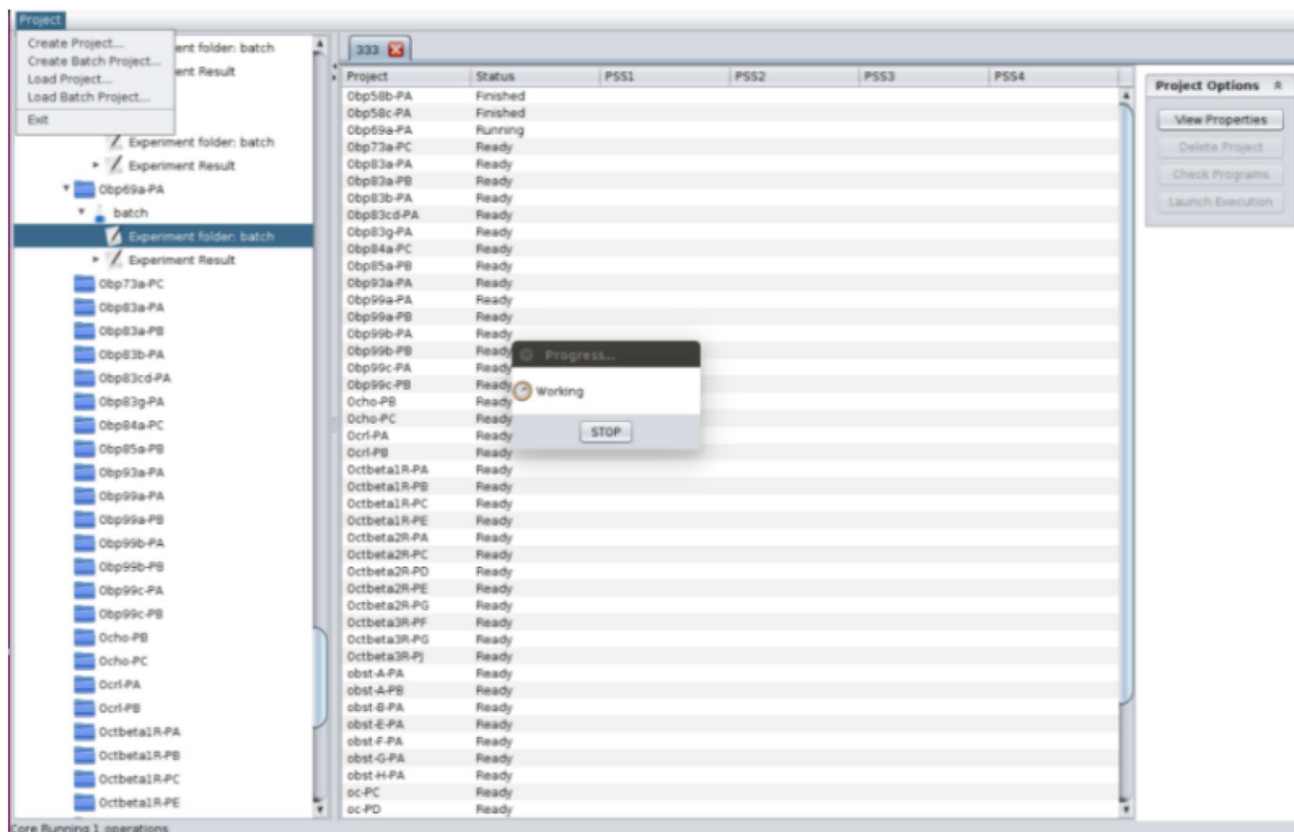 Project
Create Project...
Create Batch Project...
Load Project...
Load Batch Project...
Exit
ent folder: batch
ent Result
Experiment folder: batch
Experiment Result
Obp69a-PA
batch
Experiment folder: batch
Experiment Result
Obp73a-PC
Obp83a-PA
Obp83a-PB
Obp83b-PA
Obp83cd-PA
Obp83g-PA
Obp84a-PC
Obp85a-PB
Obp93a-PA
Obp99a-PA
Obp99a-PB
Obp99b-PA
Obp99b-PB
Obp99c-PA
Obp99c-PB
Ocho-PB
Ocho-PC
Ocrl-PA
Ocrl-PB
Octbeta1R-PA
Octbeta1R-PB
Octbeta1R-PC
Octbeta1R-PE
333
Project Status PSS1 PSS2 PSS3 PSS4
Obp58b-PA Finished
Obp58c-PA Finished
Obp69a-PA Running
Obp73a-PC Ready
Obp83a-PA Ready
Obp83a-PB Ready
Obp83b-PA Ready
Obp83cd-PA Ready
Obp83g-PA Ready
Obp84a-PC Ready
Obp85a-PB Ready
Obp93a-PA Ready
Obp99a-PA Ready
Obp99a-PB Ready
Obp99b-PA Ready
Obp99b-PB Ready
Obp99c-PA Ready
Obp99c-PB Ready
Ocho-PB Ready
Ocho-PC Ready
Ocrl-PA Ready
Ocrl-PB Ready
Octbeta1R-PA Ready
Octbeta1R-PB Ready
Octbeta1R-PC Ready
Octbeta1R-PE Ready
Octbeta2R-PA Ready
Octbeta2R-PC Ready
Octbeta2R-PD Ready
Octbeta2R-PE Ready
Octbeta2R-PG Ready
Octbeta3R-PF Ready
Octbeta3R-PG Ready
Octbeta3R-PJ Ready
obst-A-PA Ready
obst-A-PB Ready
obst-B-PA Ready
obst-E-PA Ready
obst-F-PA Ready
obst-G-PA Ready
obst-H-PA Ready
oc-PC Ready
oc-PD Ready
Progress...
Working
STOP
Project Options
View Properties
Delete Project
Check Programs
Launch Execution
Core Running 1 operations